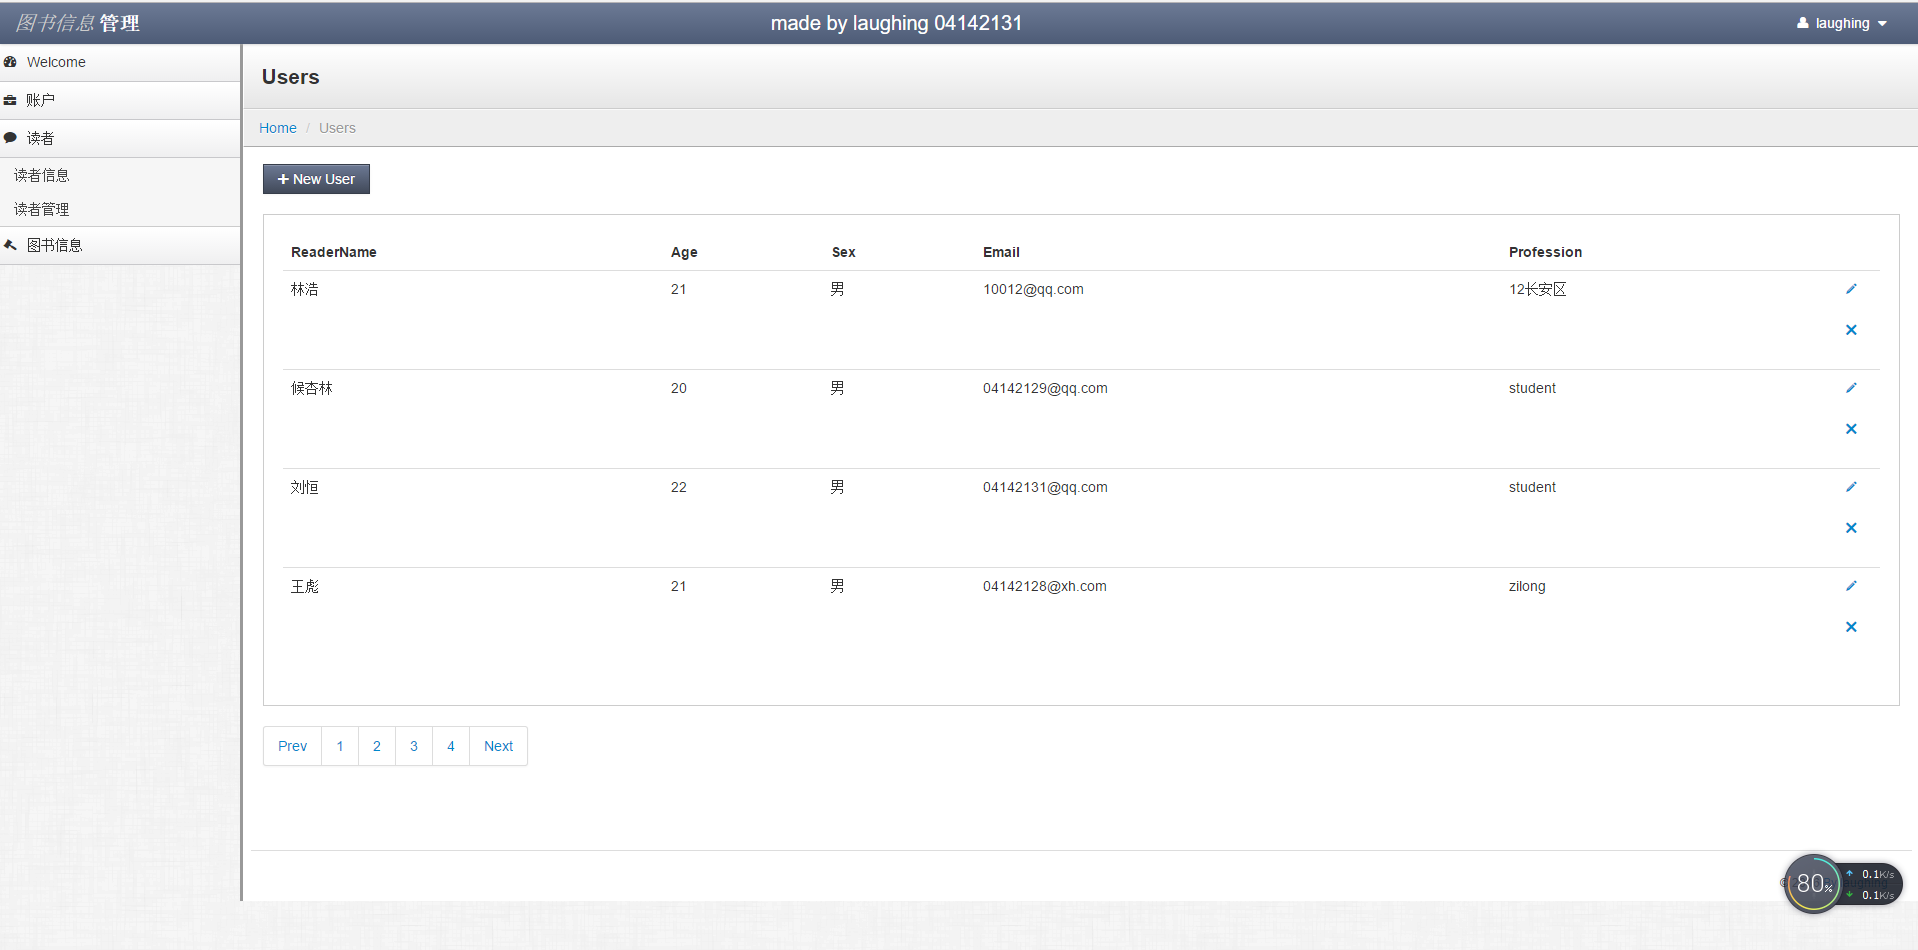 图书信息 管理
made by laughing 04142131
laughing
Welcome
账户
读者
读者信息
读者管理
图书信息
Users
Home / Users
New User
ReaderName Age Sex Email Profession
林浩 21 男 10012@qq.com 12长安区
候杏林 20 男 04142129@qq.com student
刘恒 22 男 04142131@qq.com student
王彪 21 男 04142128@xh.com zilong
Prev 1 2 3 4 Next
80%
0.1K/s
0.1K/s